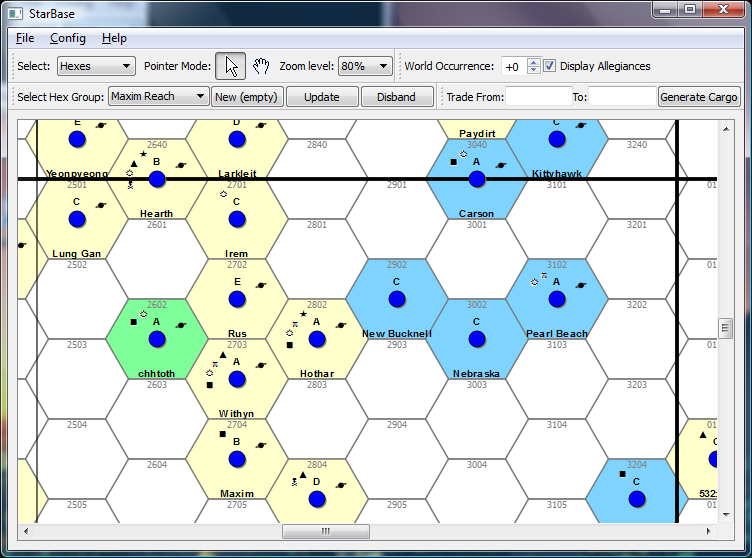 StarBase
File Config Help
Select: Hexes Pointer Mode: Zoom level: 80% World Occurrence: +0 Display Allegiances
Select Hex Group: Maxim Reach New (empty) Update Disband Trade From: To: Generate Cargo
E D Paydirt C
2640 2840 3040 3240
B A
Yeonpyeong Larkleit Kittyhawk
2501 2701 2901 3101 01
C Hearth C Carson
2601 2801 3001 3201
Lung Gan Irem
2502 2702 2902 3102 01
E C A
2602 2802 3002 3202
A Rus A New Bucknell C Pearl Beach
2503 2703 2903 3103 01
chhtoth A Hothar Nebraska
2603 2803 3003 3203
Withyn
2504 2704 2904 3104 01
B C
2604 2804 3004 3204
Maxim D C 532
2505 2705 2905 3105 01